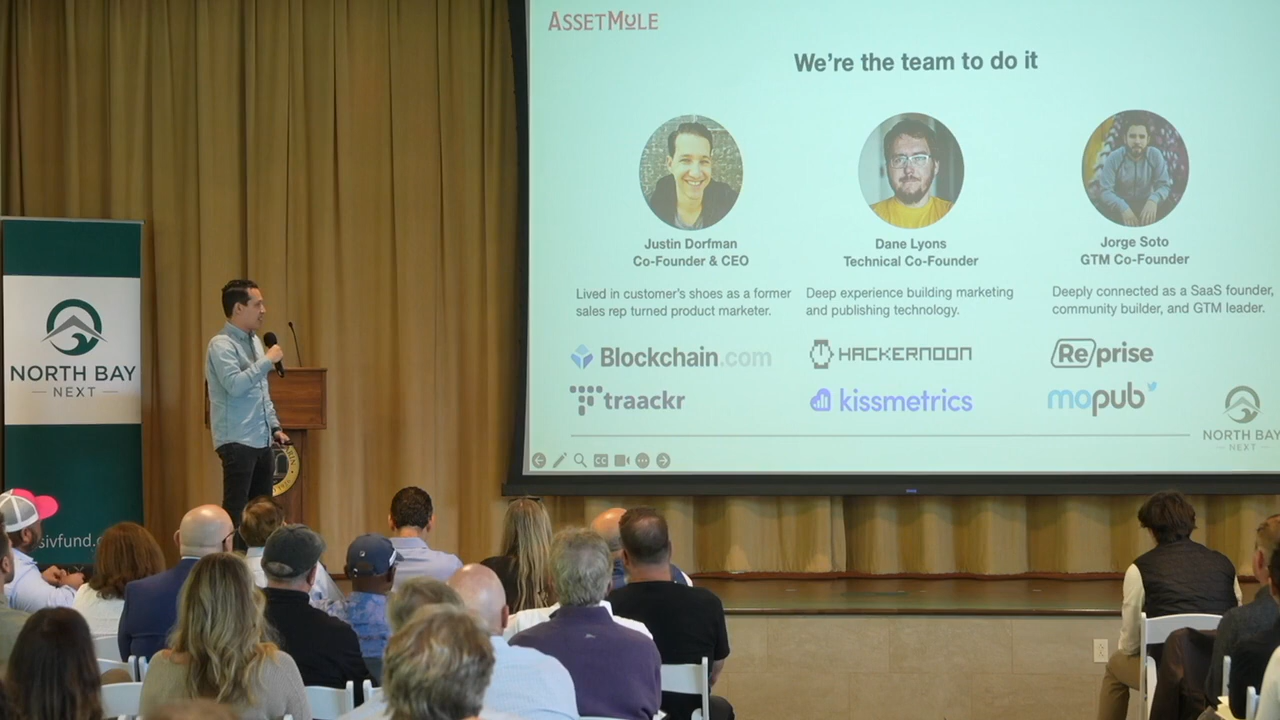 ASSETMULE
We're the team to do it
Justin Dorfman
Co-Founder & CEO
Lived in customer's shoes as a former
sales rep turned product marketer.
Blockchain.com
traackr
Dane Lyons
Technical Co-Founder
Deep experience building marketing
and publishing technology.
HACKERNOON
kissmetrics
Jorge Soto
GTM Co-Founder
Deeply connected as a SaaS founder,
community builder, and GTM leader.
Reprise
mopub
NORTH BAY
NEXT
CC
NORTH BAY
NEXT
sivfund.